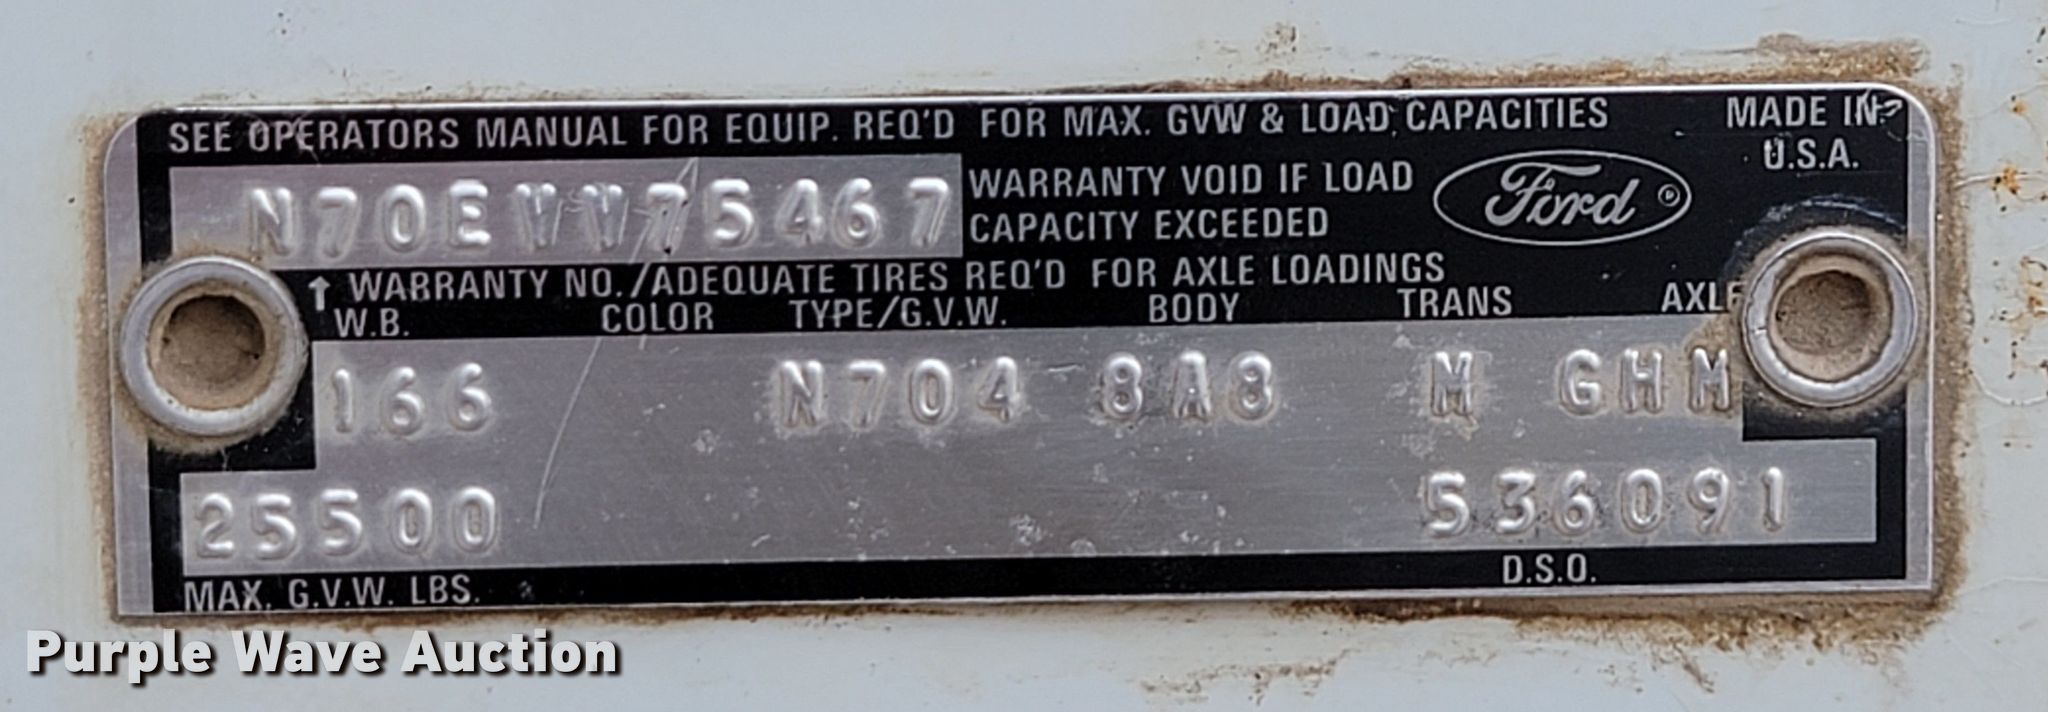 SEE OPERATORS MANUAL FOR EQUIP. REQ'D FOR MAX. GVW & LOAD CAPACITIES
MADE IN
U.S.A.
N70EVV75467
WARRANTY VOID IF LOAD
CAPACITY EXCEEDED
Ford
↑ WARRANTY NO./ADEQUATE TIRES REQ'D FOR AXLE LOADINGS
W.B. COLOR TYPE/G.V.W. BODY TRANS AXLE
166 N704 8A8 M GHM
25500 536091
MAX. G.V.W. LBS. D.S.O.
Purple Wave Auction